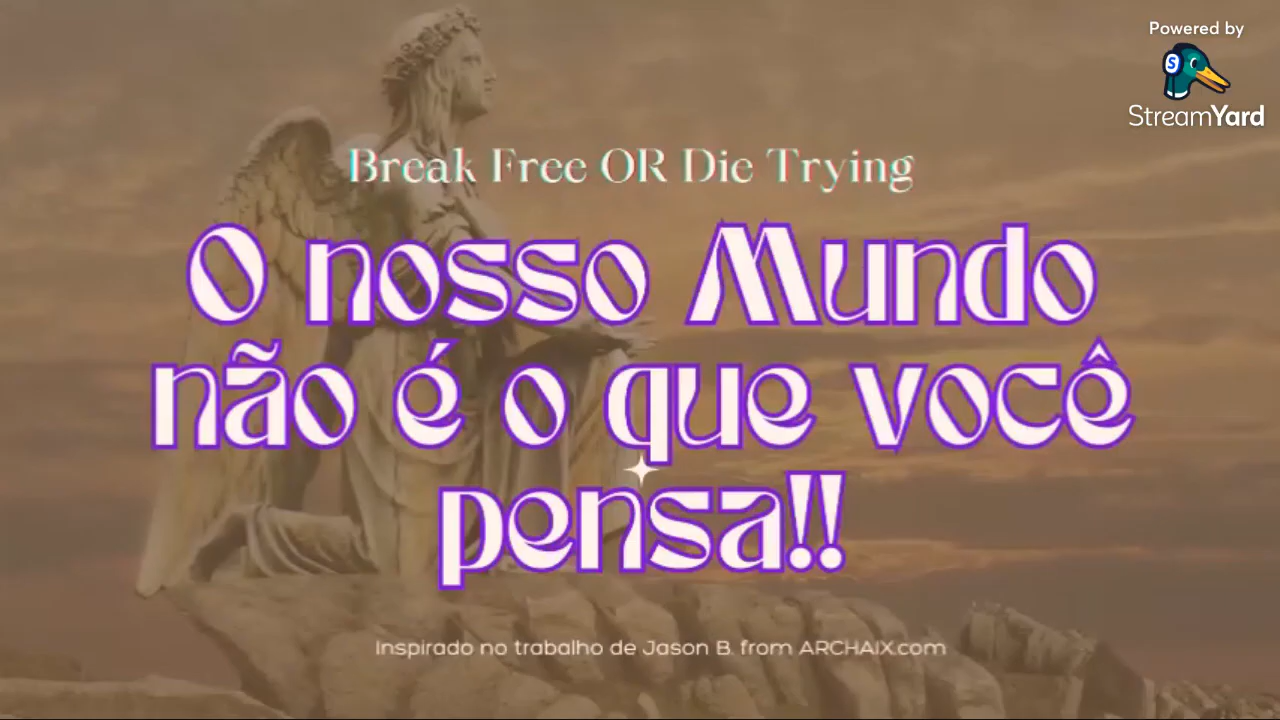 Powered by
StreamYard
Break Free OR Die Trying
O nosso Mundo
não é o que você
pensa!!
Inspirado no trabalho de Jason B. from ARCHAIX.com